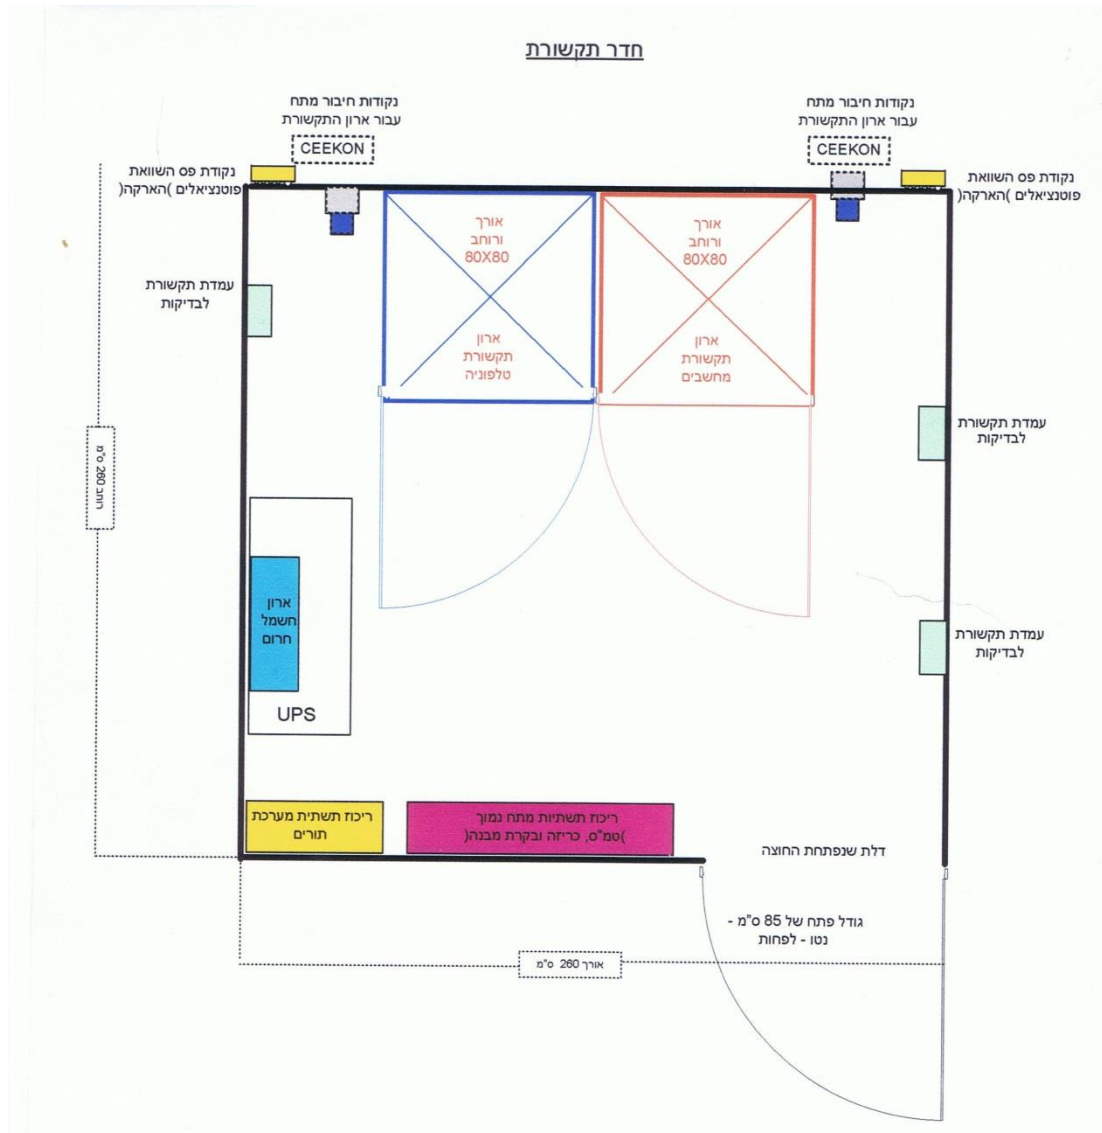 חדר תקשורת
נקודות חיבור מתח
עבור ארון התקשורת
CEEKON
נקודות חיבור מתח
עבור ארון התקשורת
CEEKON
נקודת פס השוואת
פוטנציאלים )הארקה(
נקודת פס השוואת
פוטנציאלים )הארקה(
אורך
ורוחב
80X80
ארון
תקשורת
מחשבים
אורך
ורוחב
80X80
ארון
תקשורת
טלפוניה
עמדת תקשורת
לבדיקות
עמדת תקשורת
לבדיקות
עמדת תקשורת
לבדיקות
רוחב 260 ס"מ
ארון
חשמל
חרום
UPS
ריכוז תשתיות מתח נמוך
)טמ"ס, כריזה ובקרת מבנה(
ריכוז תשתית מערכת
תורים
דלת שנפתחת החוצה
גודל פתח של 85 ס"מ -
נטו - לפחות
אורך 260 ס"מ